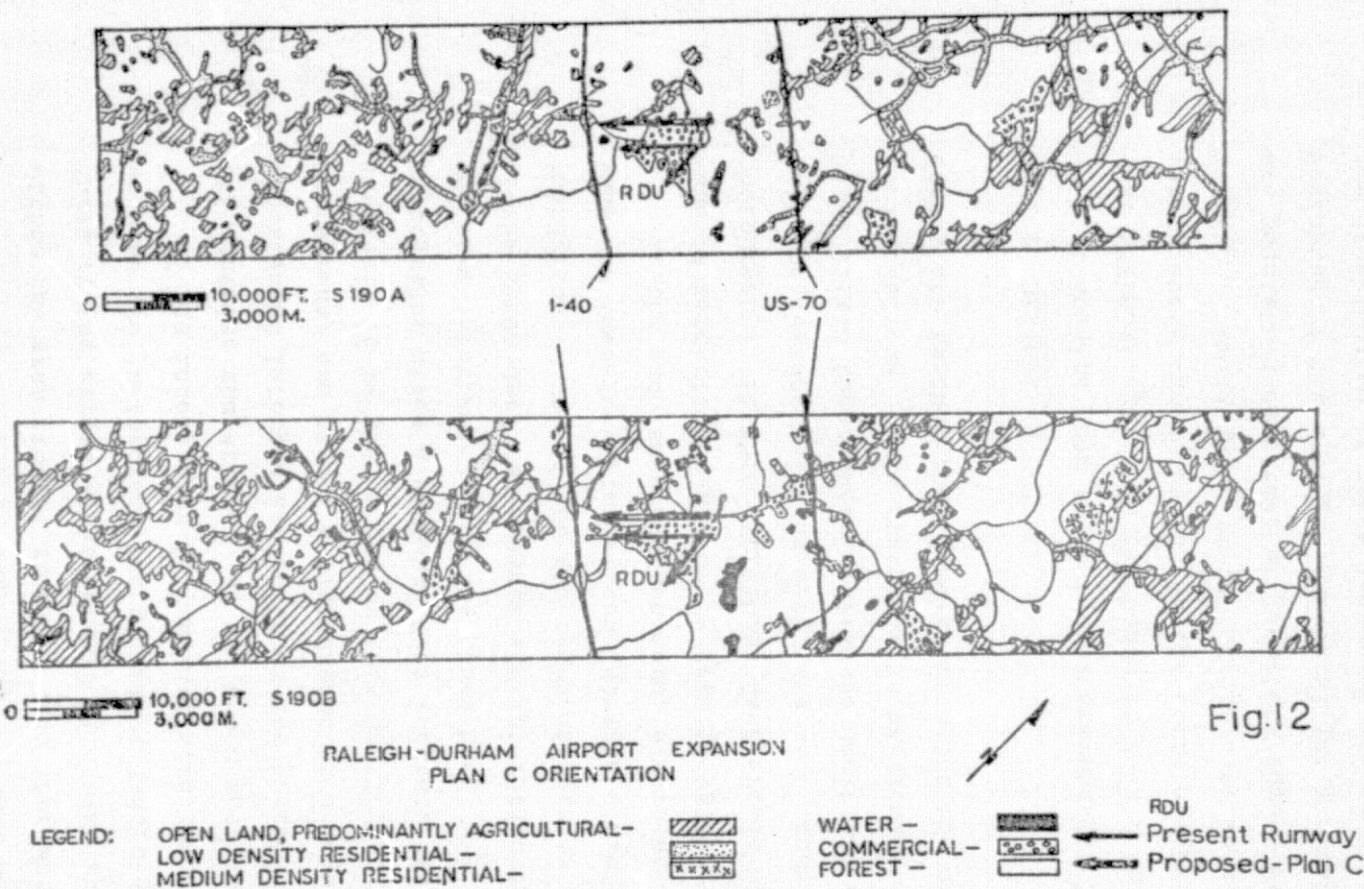 RDU
0 10,000 FT. S190A
3,000 M.
I-40
US-70
RDU
0 10,000 FT. S190B
3,000 M.
Fig.12
RALEIGH-DURHAM AIRPORT EXPANSION
PLAN C ORIENTATION
N
LEGEND:
OPEN LAND, PREDOMINANTLY AGRICULTURAL-
LOW DENSITY RESIDENTIAL-
MEDIUM DENSITY RESIDENTIAL-
WATER-
COMMERCIAL-
FOREST-
RDU
Present Runway
Proposed-Plan C